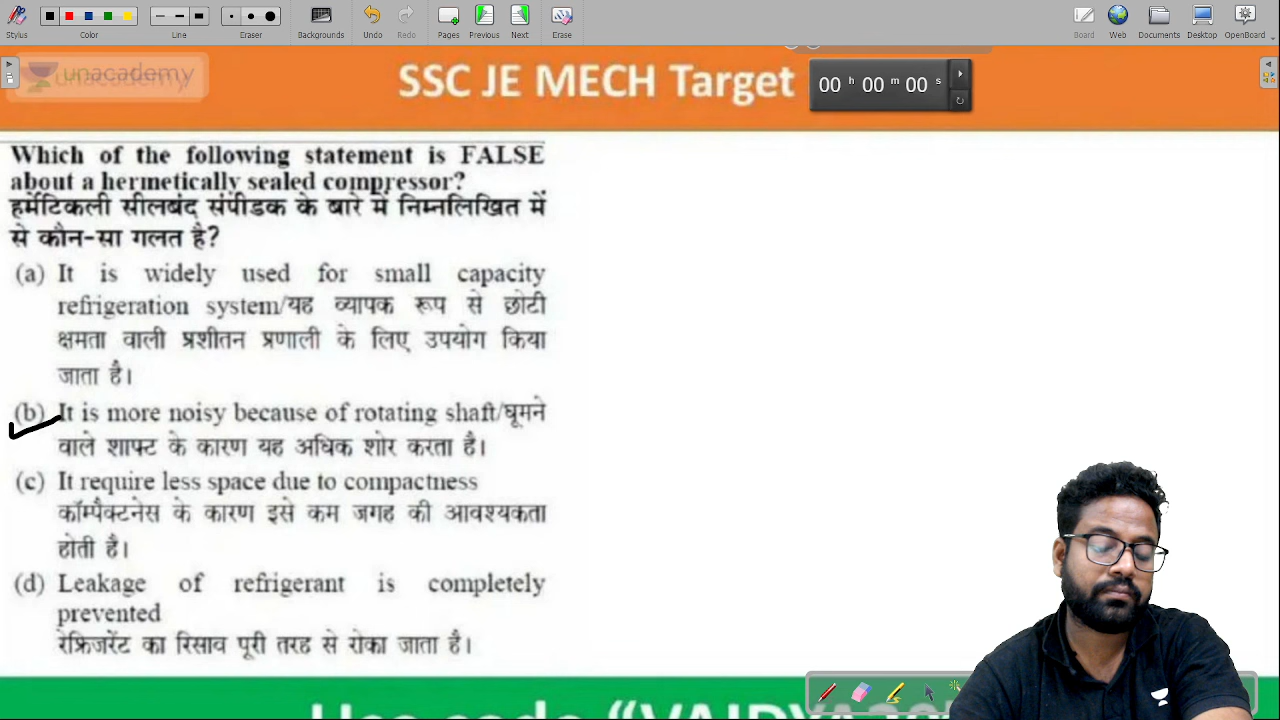 Stylus
Color
Line
Eraser
Backgrounds
Undo
Redo
Pages
Previous
Next
Erase
Board
Web
Documents
Desktop
OpenBoard
unacademy
SSC JE MECH Target
00 h 00 m 00 s
Which of the following statement is FALSE
about a hermetically sealed compressor?
हर्मेटिकली सीलबंद संपीडक के बारे में निम्नलिखित में
से कौन-सा गलत है?
(a) It is widely used for small capacity
refrigeration system/यह व्यापक रूप से छोटी
क्षमता वाली प्रशीतन प्रणाली के लिए उपयोग किया
जाता है।
(b) It is more noisy because of rotating shaft/घूमने
वाले शाफ्ट के कारण यह अधिक शोर करता है।
(c) It require less space due to compactness
कॉम्पैक्टनेस के कारण इसे कम जगह की आवश्यकता
होती है।
(d) Leakage of refrigerant is completely
prevented
रेफ्रिजरेंट का रिसाव पूरी तरह से रोका जाता है।
Use code